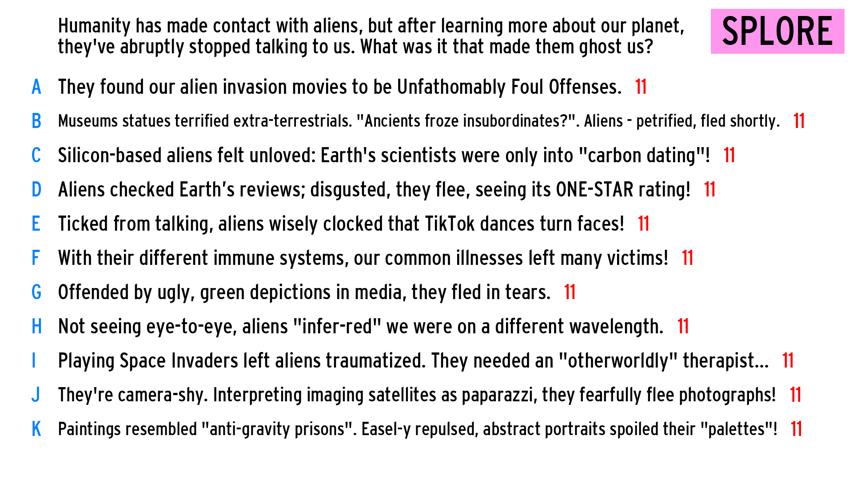 Humanity has made contact with aliens, but after learning more about our planet,
they've abruptly stopped talking to us. What was it that made them ghost us?
SPLORE
A They found our alien invasion movies to be Unfathomably Foul Offenses. 11
B Museums statues terrified extra-terrestrials. "Ancients froze insubordinates?". Aliens - petrified, fled shortly. 11
C Silicon-based aliens felt unloved: Earth's scientists were only into "carbon dating"! 11
D Aliens checked Earth's reviews; disgusted, they flee, seeing its ONE-STAR rating! 11
E Ticked from talking, aliens wisely clocked that TikTok dances turn faces! 11
F With their different immune systems, our common illnesses left many victims! 11
G Offended by ugly, green depictions in media, they fled in tears. 11
H Not seeing eye-to-eye, aliens "infer-red" we were on a different wavelength. 11
I Playing Space Invaders left aliens traumatized. They needed an "otherworldly" therapist... 11
J They're camera-shy. Interpreting imaging satellites as paparazzi, they fearfully flee photographs! 11
K Paintings resembled "anti-gravity prisons". Easel-y repulsed, abstract portraits spoiled their "palettes"! 11